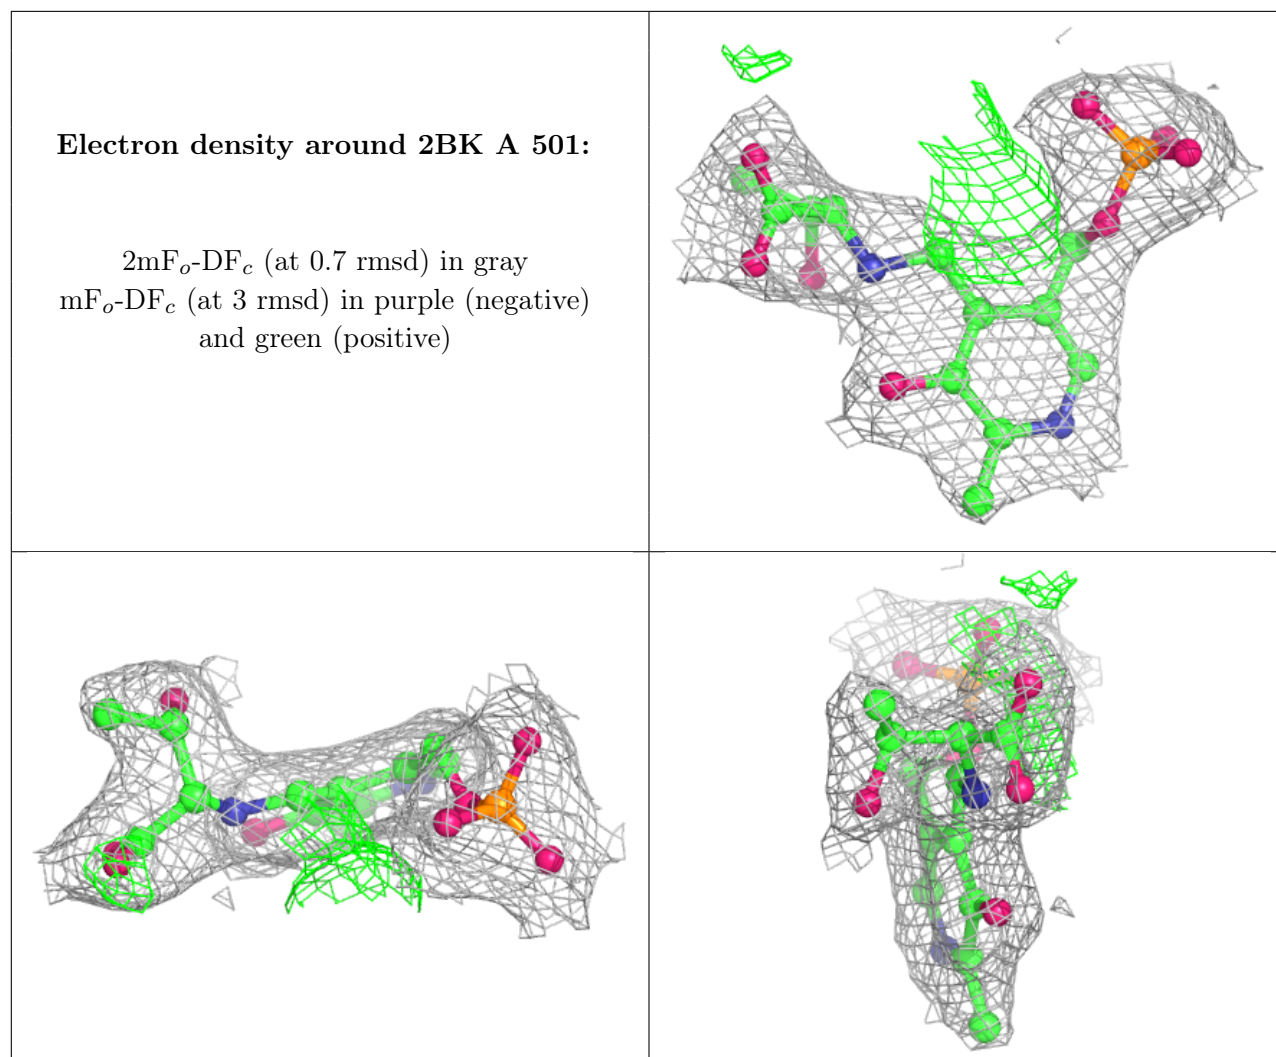 Electron density around 2BK A 501:
2mFo-DFc (at 0.7 rmsd) in gray
mFo-DFc (at 3 rmsd) in purple (negative)
and green (positive)